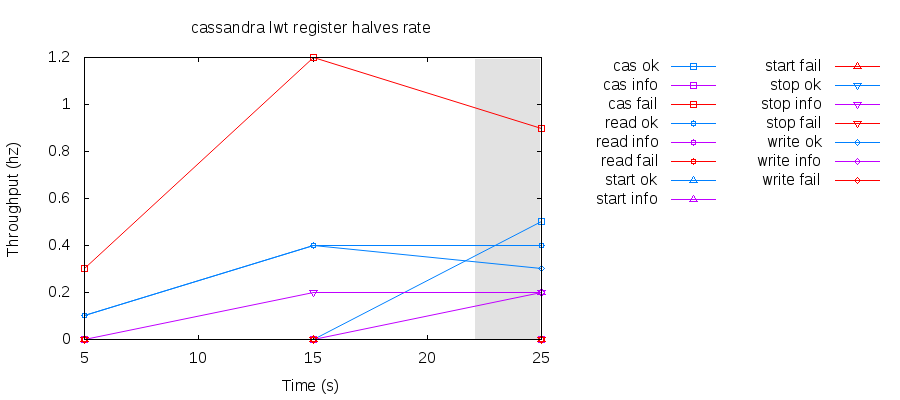 cassandra lwt register halves rate
1.2
1
0.8
0.6
0.4
0.2
0
5
10
15
20
25
Throughput (hz)
Time (s)
cas ok
cas info
cas fail
read ok
read info
read fail
start ok
start info
start fail
stop ok
stop info
stop fail
write ok
write info
write fail